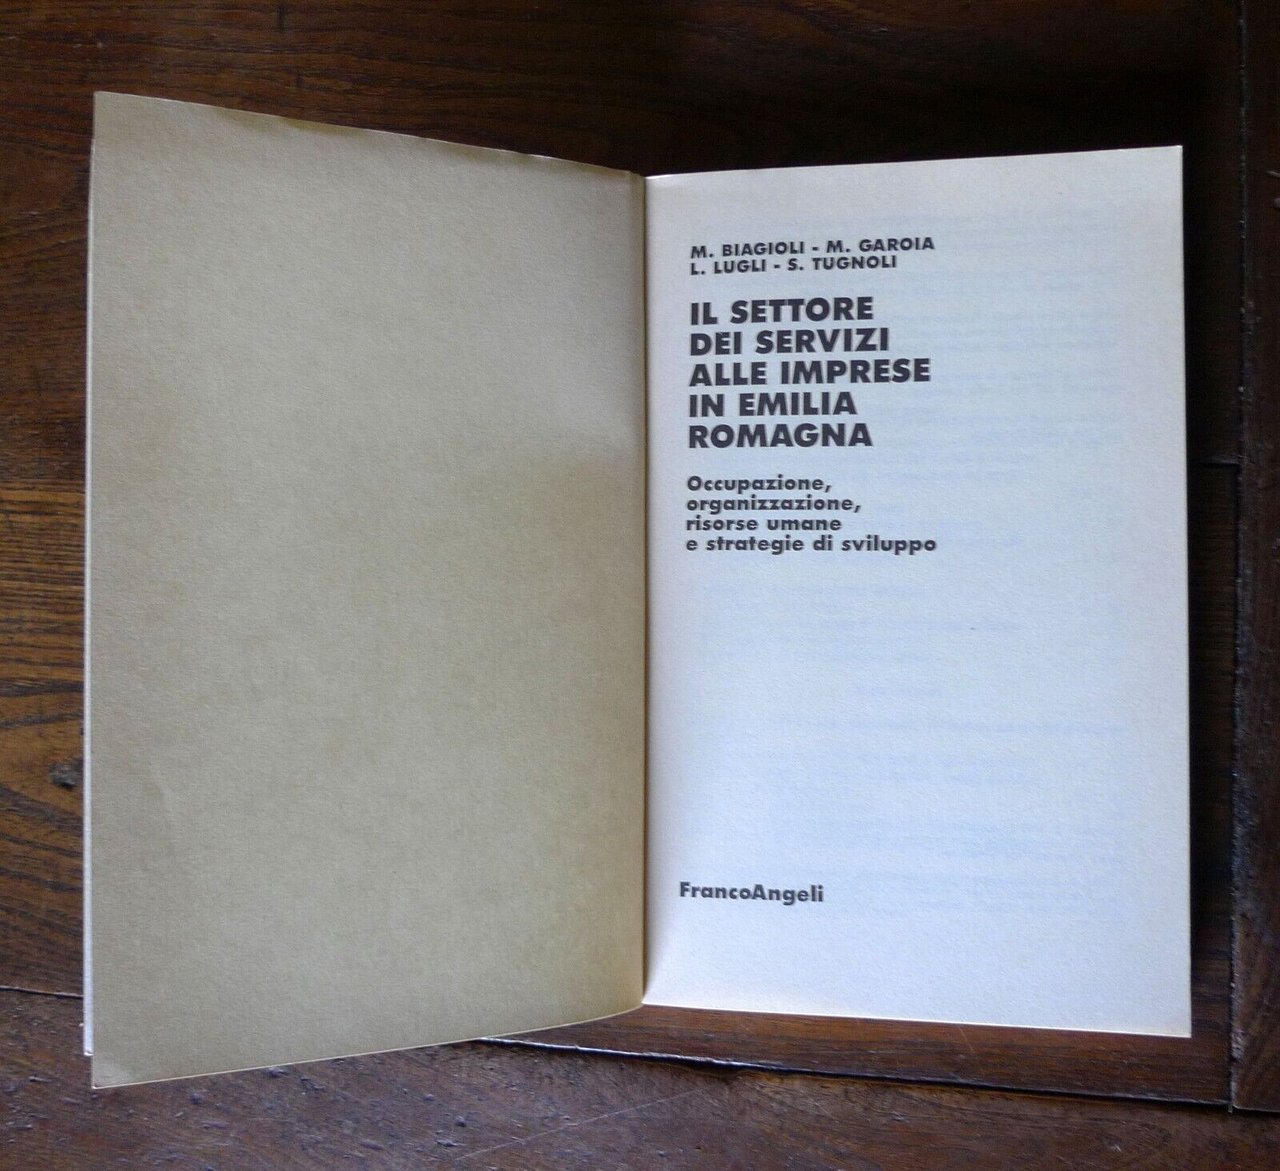 M. BIAGIOLI - M. GAROIA
L. LUGLI - S. TUGNOLI
IL SETTORE
DEI SERVIZI
ALLE IMPRESE
IN EMILIA
ROMAGNA
Occupazione,
organizzazione,
risorse umane
e strategie di sviluppo
FrancoAngeli